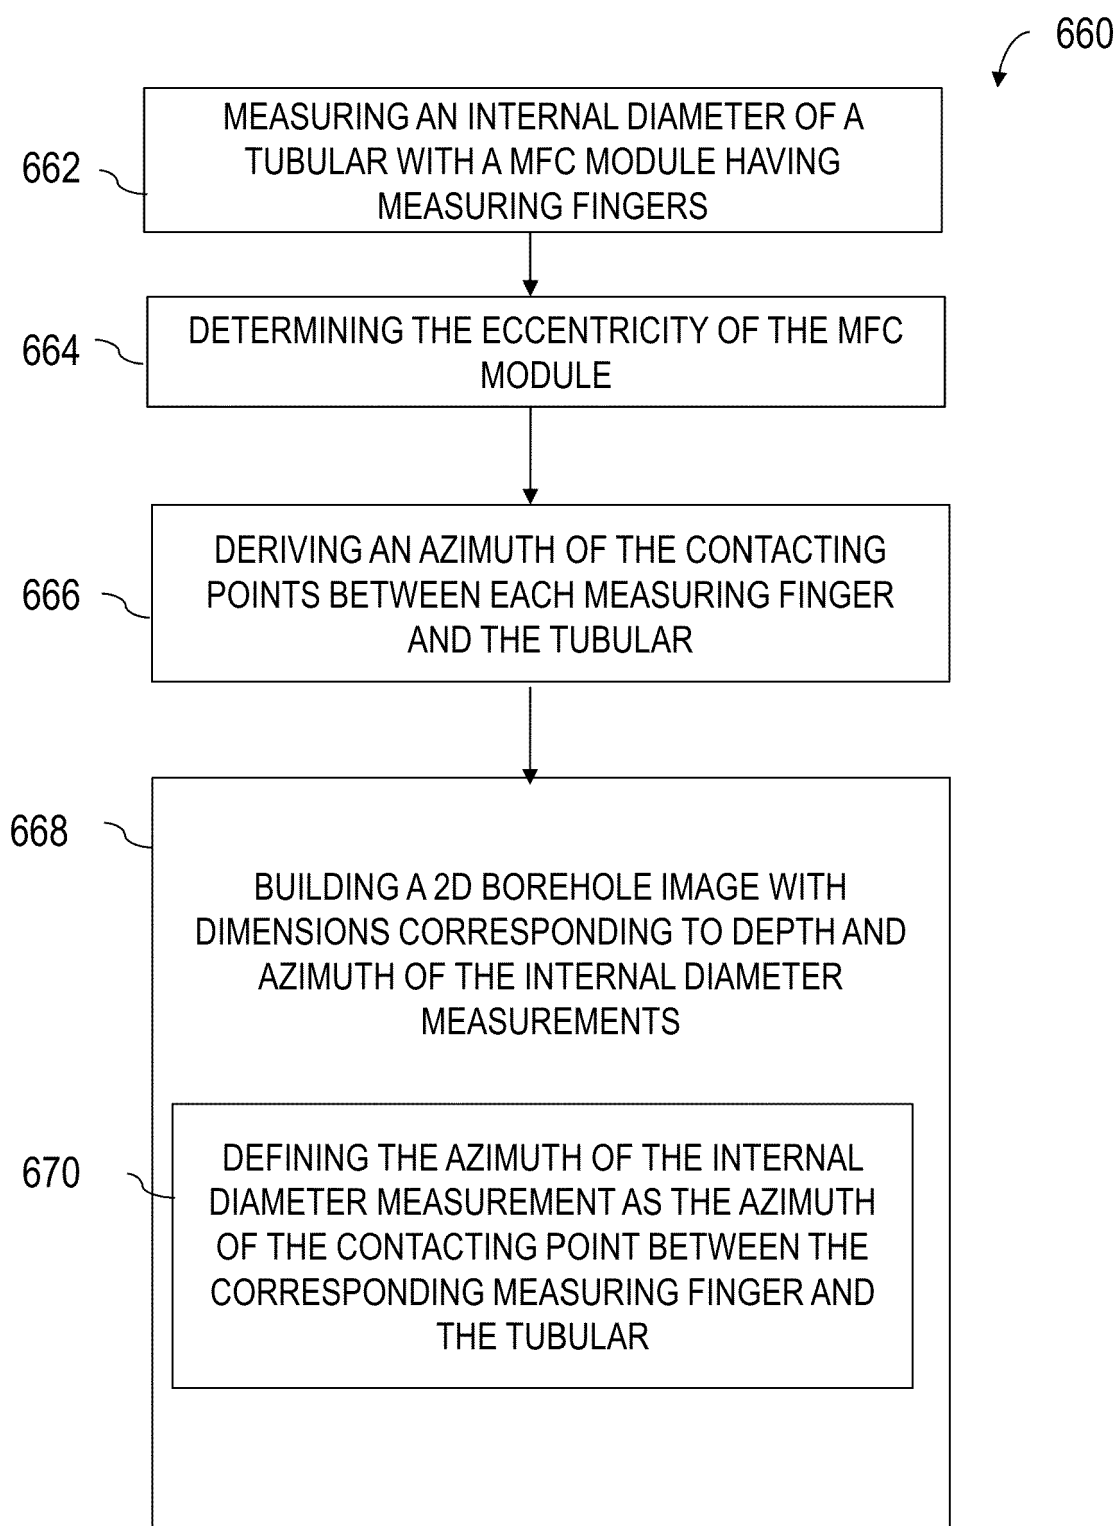 660
662
MEASURING AN INTERNAL DIAMETER OF A
TUBULAR WITH A MFC MODULE HAVING
MEASURING FINGERS
664
DETERMINING THE ECCENTRICITY OF THE MFC
MODULE
666
DERIVING AN AZIMUTH OF THE CONTACTING
POINTS BETWEEN EACH MEASURING FINGER
AND THE TUBULAR
668
BUILDING A 2D BOREHOLE IMAGE WITH
DIMENSIONS CORRESPONDING TO DEPTH AND
AZIMUTH OF THE INTERNAL DIAMETER
MEASUREMENTS
670
DEFINING THE AZIMUTH OF THE INTERNAL
DIAMETER MEASUREMENT AS THE AZIMUTH
OF THE CONTACTING POINT BETWEEN THE
CORRESPONDING MEASURING FINGER AND
THE TUBULAR